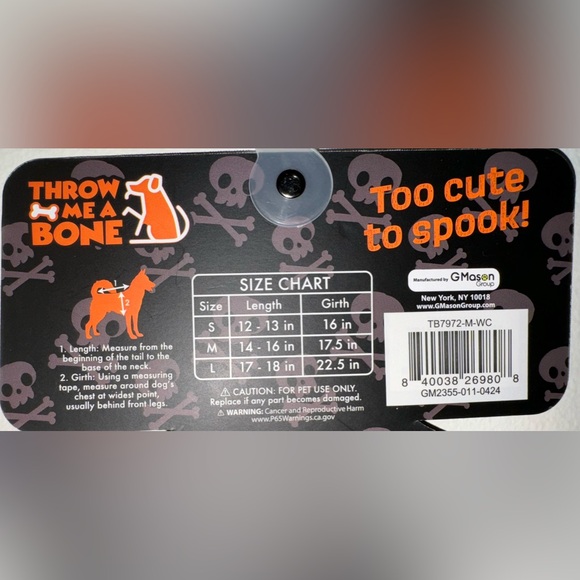 THROW
ME A
BONE™
Too cute
to spook!
1
2
1. Length: Measure from the
beginning of the tail to the
base of the neck.
2. Girth: Using a measuring
tape, measure around dog's
chest at widest point,
usually behind front legs.
SIZE CHART
Size Length Girth
S 12 - 13 in 16 in
M 14 - 16 in 17.5 in
L 17 - 18 in 22.5 in
⚠ CAUTION: FOR PET USE ONLY.
Replace if any part becomes damaged.
⚠ WARNING: Cancer and Reproductive Harm
www.P65Warnings.ca.gov
Manufactured by GMason
Group
New York, NY 10018
www.GMasonGroup.com
TB7972-M-WC
8 40038 26980 8
GM2355-011-0424